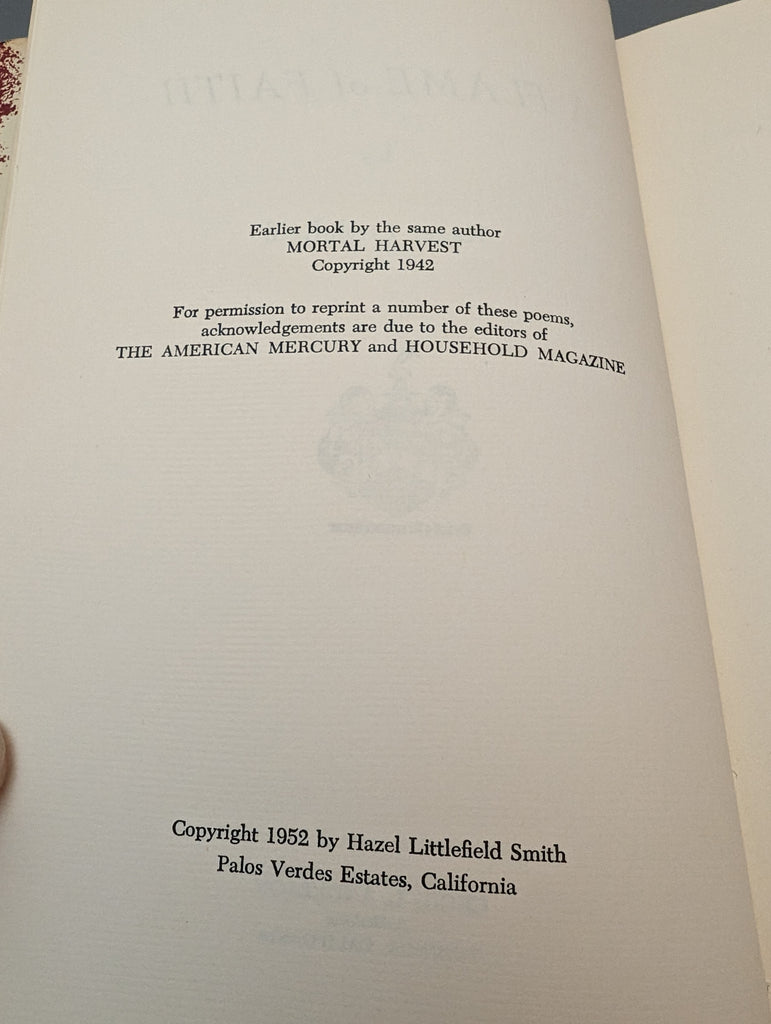 Earlier book by the same author
MORTAL HARVEST
Copyright 1942
For permission to reprint a number of these poems,
acknowledgements are due to the editors of
THE AMERICAN MERCURY and HOUSEHOLD MAGAZINE
Copyright 1952 by Hazel Littlefield Smith
Palos Verdes Estates, California